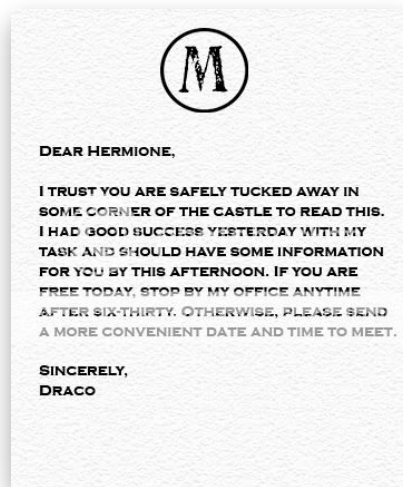 M
Dear Hermione,
I trust you are safely tucked away in
some corner of the castle to read this.
I had good success yesterday with my
task and should have some information
for you by this afternoon. If you are
free today, stop by my office anytime
after six-thirty. Otherwise, please send
a more convenient date and time to meet.
Sincerely,
Draco